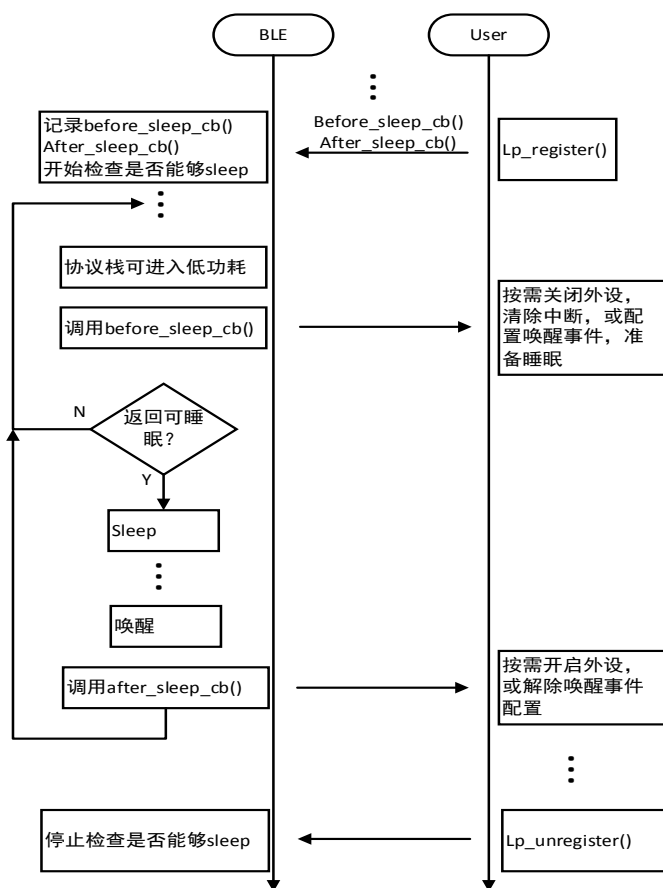 BLE
User
Before_sleep_cb()
After_sleep_cb()
记录before_sleep_cb()
After_sleep_cb()
开始检查是否能够sleep
Lp_register()
协议栈可进入低功耗
调用before_sleep_cb()
按需关闭外设，
清除中断，或配
置唤醒事件，准
备睡眠
N
返回可睡
眠？
Y
Sleep
唤醒
调用after_sleep_cb()
按需开启外设，
或解除唤醒事件
配置
停止检查是否能够sleep
Lp_unregister()